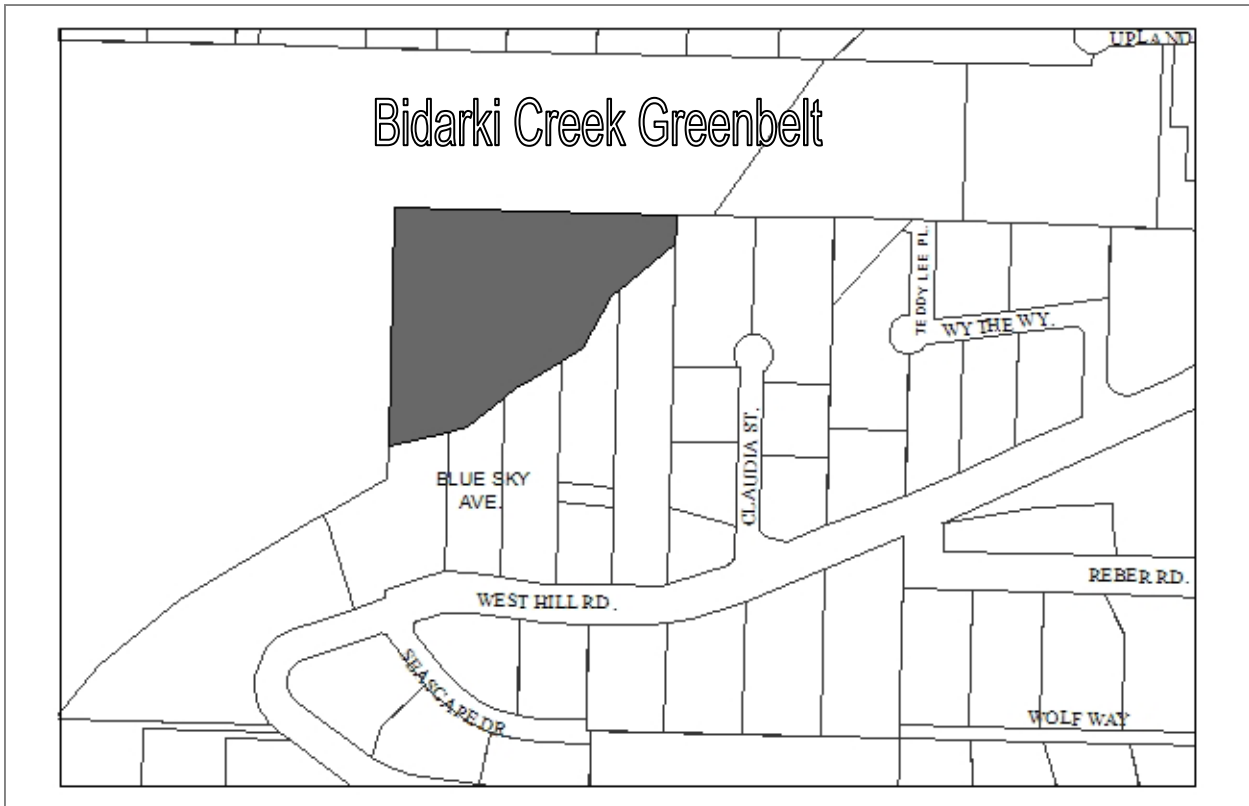 UPLAND
Bidarki Creek Greenbelt
TEDDY LEE PL.
WYTHE WY.
CLAUDIA ST.
BLUE SKY
AVE.
REBER RD.
WEST HILL RD.
SEASCAPE DR
WOLF WAY